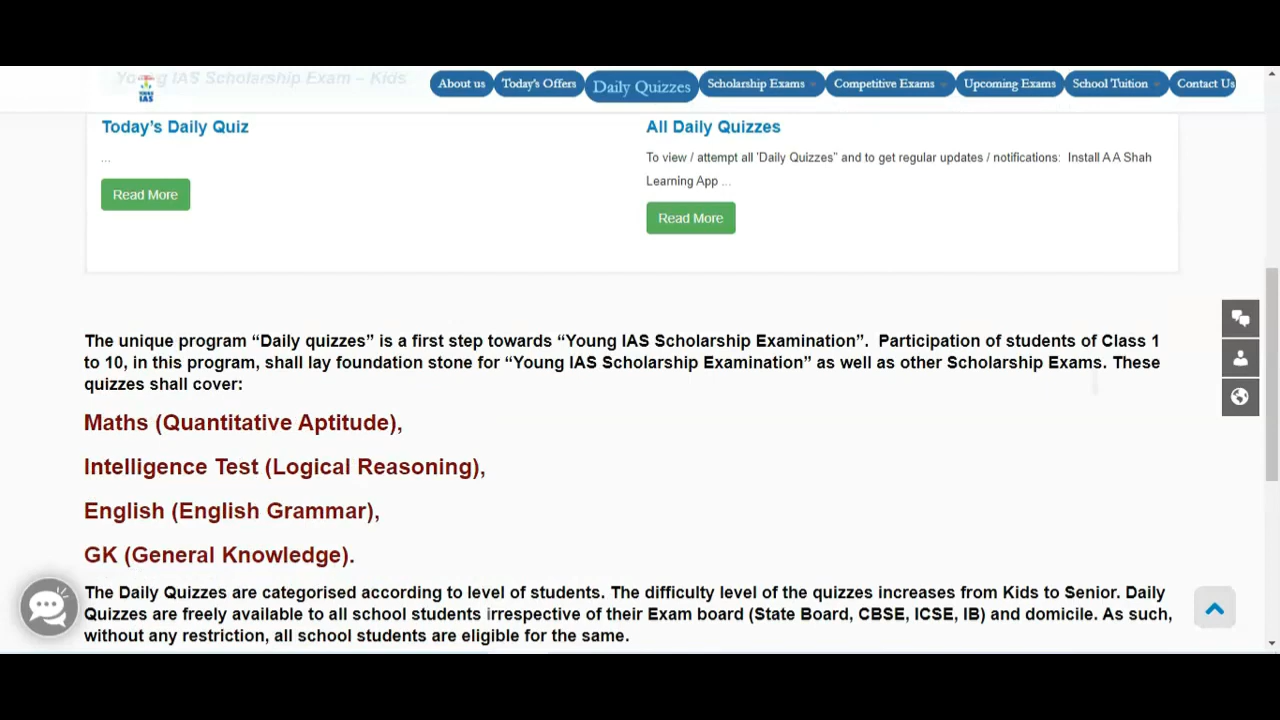 Young IAS Scholarship Exam – Kids
YOUNG
IAS
About us
Today's Offers
Daily Quizzes
Scholarship Exams
Competitive Exams
Upcoming Exams
School Tuition
Contact Us
Today’s Daily Quiz
...
Read More
All Daily Quizzes
To view / attempt all 'Daily Quizzes" and to get regular updates / notifications: Install A A Shah
Learning App ...
Read More
The unique program “Daily quizzes” is a first step towards “Young IAS Scholarship Examination”. Participation of students of Class 1
to 10, in this program, shall lay foundation stone for “Young IAS Scholarship Examination” as well as other Scholarship Exams. These
quizzes shall cover:
Maths (Quantitative Aptitude),
Intelligence Test (Logical Reasoning),
English (English Grammar),
GK (General Knowledge).
The Daily Quizzes are categorised according to level of students. The difficulty level of the quizzes increases from Kids to Senior. Daily
Quizzes are freely available to all school students irrespective of their Exam board (State Board, CBSE, ICSE, IB) and domicile. As such,
without any restriction, all school students are eligible for the same.